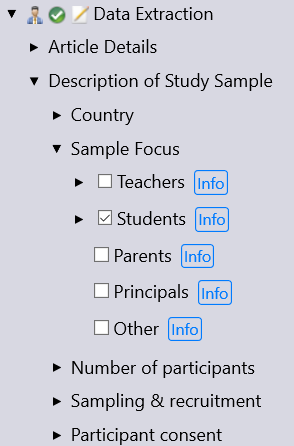 Data Extraction
Article Details
Description of Study Sample
Country
Sample Focus
Teachers Info
Students Info
Parents Info
Principals Info
Other Info
Number of participants
Sampling & recruitment
Participant consent